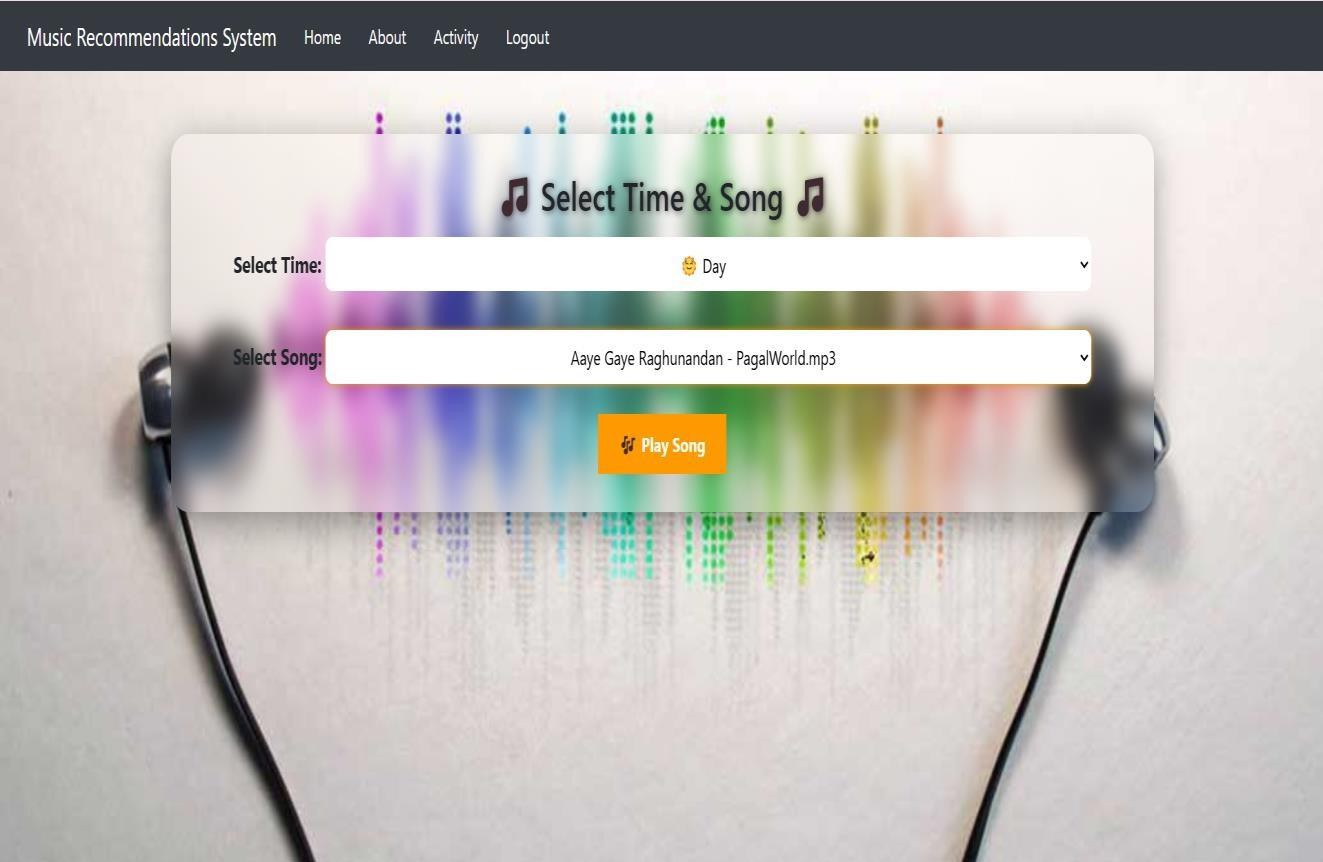 Music Recommendations System Home About Activity Logout
🎵 Select Time & Song 🎵
Select Time: 🌞 Day
Select Song: Aaye Gaye Raghunandan - PagalWorld.mp3
🎶 Play Song